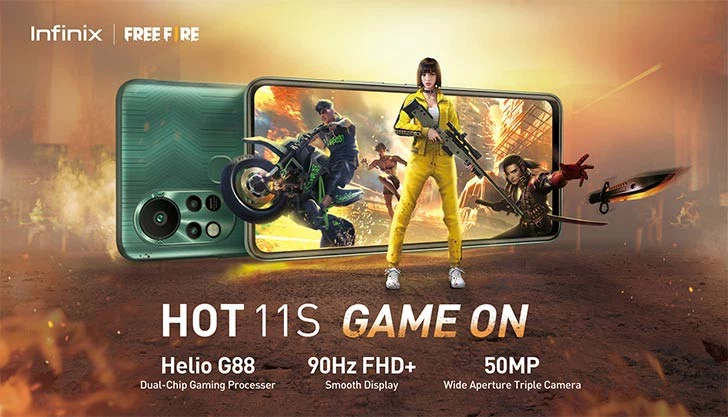 Infinix | FREE FIRE
HOT 11S GAME ON
Helio G88
Dual-Chip Gaming Processer
90Hz FHD+
Smooth Display
50MP
Wide Aperture Triple Camera